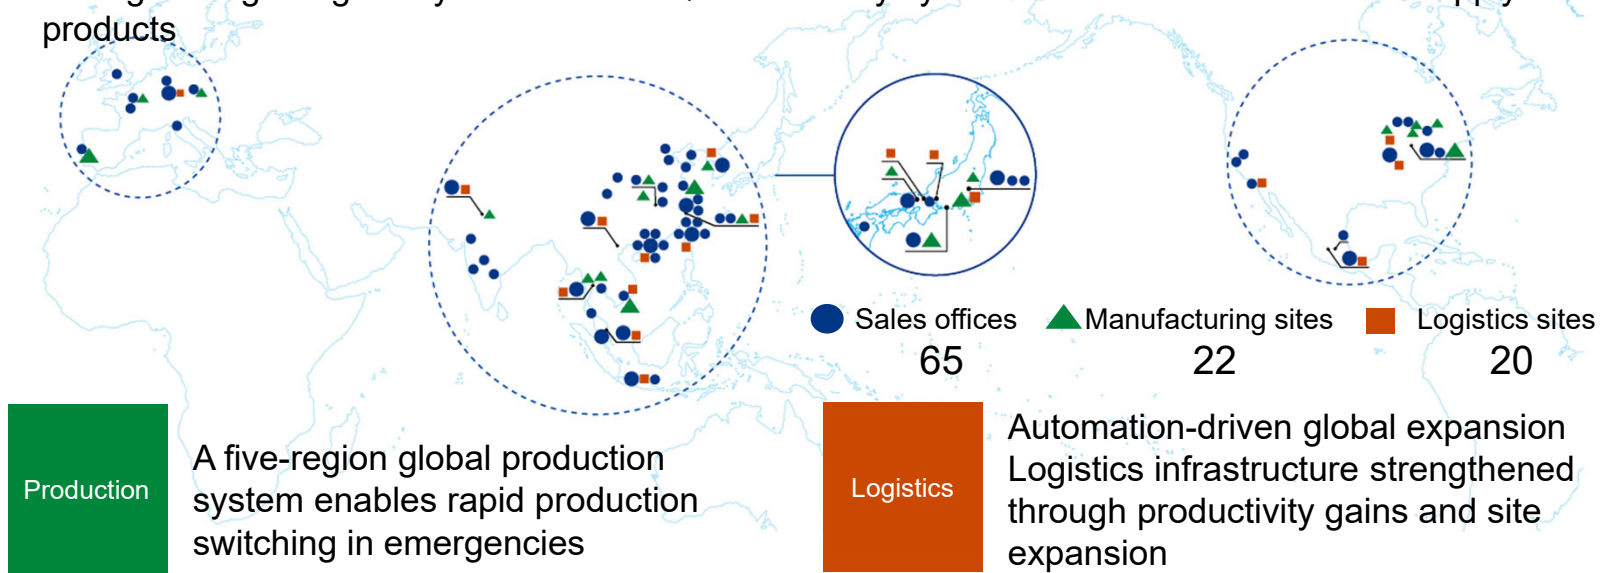 products
Sales offices
Manufacturing sites
Logistics sites
65
22
20
Production
A five-region global production
system enables rapid production
switching in emergencies
Logistics
Automation-driven global expansion
Logistics infrastructure strengthened
through productivity gains and site
expansion